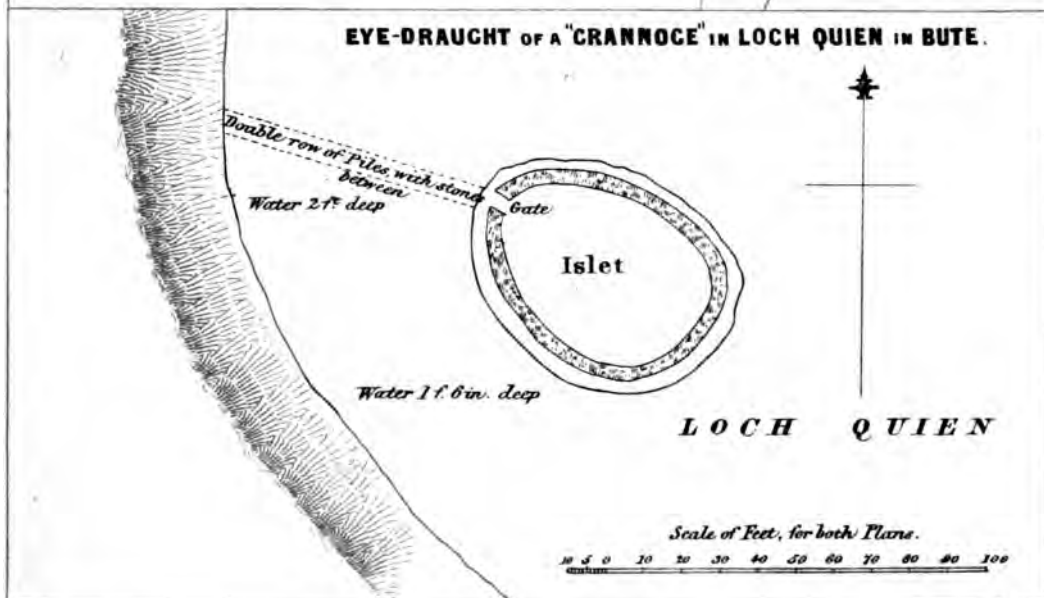 EYE-DRAUGHT OF A "CRANNOGE" IN LOCH QUIEN IN BUTE.
Double row of Piles, with stones
between
Water 2 ft. deep
Gate
Islet
Water 1 f. 6 in. deep
LOCH QUIEN
Scale of Feet, for both Plans.
10 5 0 10 20 30 40 50 60 70 80 90 100